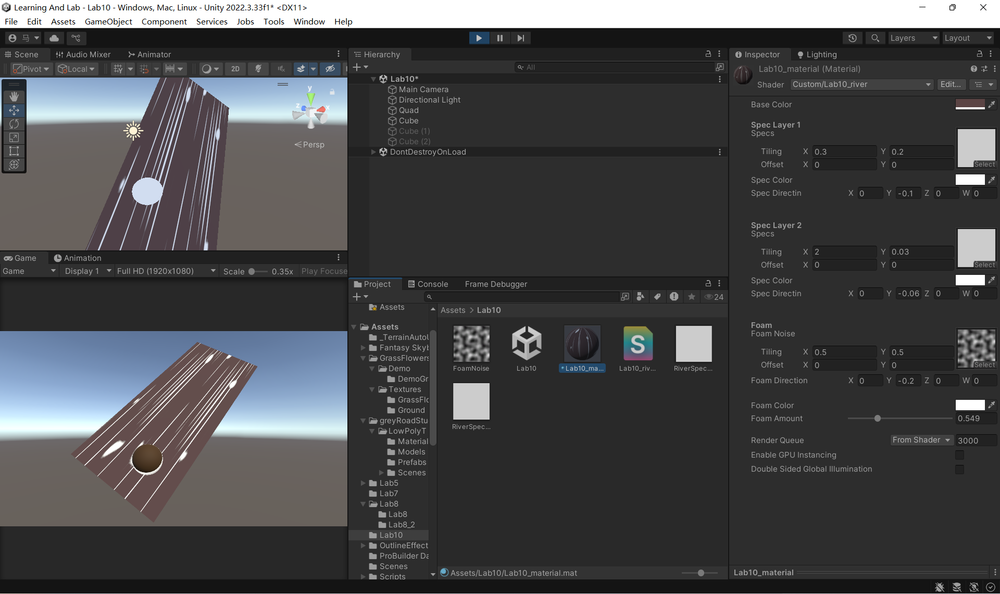 Learning And Lab - Lab10 - Windows, Mac, Linux - Unity 2022.3.33f1* <DX11>
File Edit Assets GameObject Component Services Jobs Tools Window Help
马
Layers
Layout
Scene
Audio Mixer
Animator
Pivot
Local
2D
y
z
x
Persp
Game
Animation
Game
Display 1
Full HD (1920x1080)
Scale
0.35x
Play Focuse
Hierarchy
All
Lab10*
Main Camera
Directional Light
Quad
Cube
Cube (1)
Cube (2)
DontDestroyOnLoad
Project
Console
Frame Debugger
24
Assets
Assets
_TerrainAutoU
Fantasy Skyb
GrassFlowers
Demo
DemoGr
Textures
GrassFlo
Ground
greyRoadStu
LowPolyT
Material
Models
Prefabs
Scenes
Lab5
Lab7
Lab8
Lab8
Lab8_2
Lab10
OutlineEffect
ProBuilder Da
Scenes
Scripts
Assets > Lab10
FoamNoise
Lab10
*Lab10_ma...
S
Lab10_riv...
RiverSpec...
RiverSpec...
Assets/Lab10/Lab10_material.mat
Inspector
Lighting
Lab10_material (Material)
Shader
Custom/Lab10_river
Edit...
Base Color
Spec Layer 1
Specs
Tiling X 0.3 Y 0.2
Offset X 0 Y 0
Select
Spec Color
Spec Directin X 0 Y -0.1 Z 0 W 0
Spec Layer 2
Specs
Tiling X 2 Y 0.03
Offset X 0 Y 0
Select
Spec Color
Spec Directin X 0 Y -0.06 Z 0 W 0
Foam
Foam Noise
Tiling X 0.5 Y 0.5
Offset X 0 Y 0
Select
Foam Direction X 0 Y -0.2 Z 0 W 0
Foam Color
Foam Amount 0.549
Render Queue From Shader 3000
Enable GPU Instancing
Double Sided Global Illumination
Lab10_material